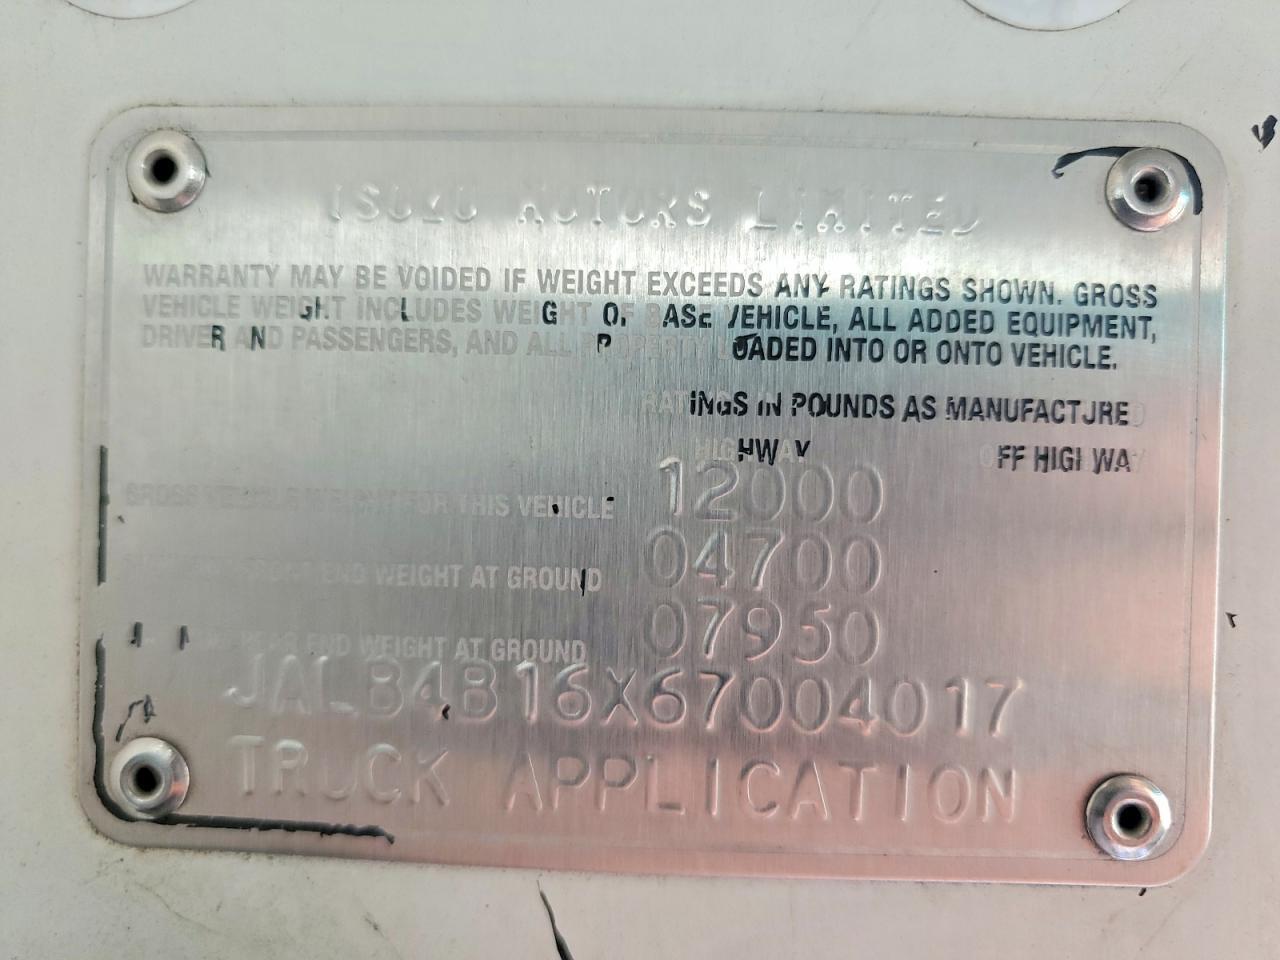 ISUZU MOTORS LIMITED
WARRANTY MAY BE VOIDED IF WEIGHT EXCEEDS ANY RATINGS SHOWN. GROSS
VEHICLE WEIGHT INCLUDES WEIGHT OF BASE VEHICLE, ALL ADDED EQUIPMENT,
DRIVER AND PASSENGERS, AND ALL PROPERTY LOADED INTO OR ONTO VEHICLE.
RATINGS IN POUNDS AS MANUFACTURED
HIGHWAY OFF HIGHWAY
GROSS VEHICLE WEIGHT FOR THIS VEHICLE 12000
END WEIGHT AT GROUND 04700
REAR END WEIGHT AT GROUND 07950
JALB4B16X67004017
TRUCK APPLICATION